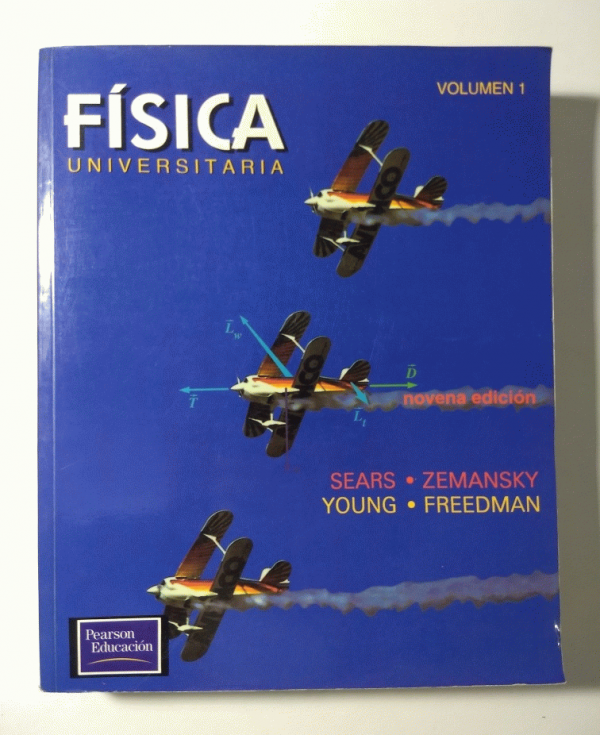 VOLUMEN 1
FÍSICA
UNIVERSITARIA
L_w
T
D
L_t
novena edición
SEARS • ZEMANSKY
YOUNG • FREEDMAN
Pearson
Educación